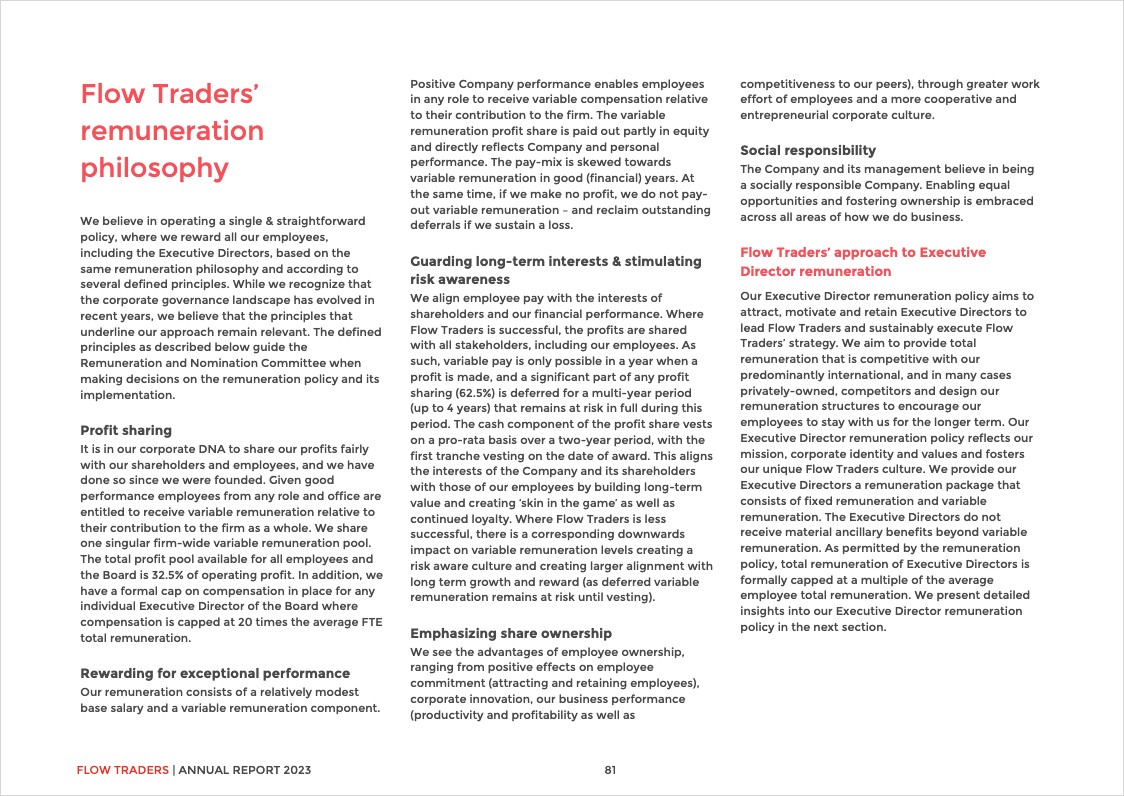 Flow Traders’
remuneration
philosophy
We believe in operating a single & straightforward
policy, where we reward all our employees,
including the Executive Directors, based on the
same remuneration philosophy and according to
several defined principles. While we recognize that
the corporate governance landscape has evolved in
recent years, we believe that the principles that
underline our approach remain relevant. The defined
principles as described below guide the
Remuneration and Nomination Committee when
making decisions on the remuneration policy and its
implementation.
Profit sharing
It is in our corporate DNA to share our profits fairly
with our shareholders and employees, and we have
done so since we were founded. Given good
performance employees from any role and office are
entitled to receive variable remuneration relative to
their contribution to the firm as a whole. We share
one singular firm-wide variable remuneration pool.
The total profit pool available for all employees and
the Board is 32.5% of operating profit. In addition, we
have a formal cap on compensation in place for any
individual Executive Director of the Board where
compensation is capped at 20 times the average FTE
total remuneration.
Rewarding for exceptional performance
Our remuneration consists of a relatively modest
base salary and a variable remuneration component.
Positive Company performance enables employees
in any role to receive variable compensation relative
to their contribution to the firm. The variable
remuneration profit share is paid out partly in equity
and directly reflects Company and personal
performance. The pay-mix is skewed towards
variable remuneration in good (financial) years. At
the same time, if we make no profit, we do not pay-
out variable remuneration – and reclaim outstanding
deferrals if we sustain a loss.
Guarding long-term interests & stimulating
risk awareness
We align employee pay with the interests of
shareholders and our financial performance. Where
Flow Traders is successful, the profits are shared
with all stakeholders, including our employees. As
such, variable pay is only possible in a year when a
profit is made, and a significant part of any profit
sharing (62.5%) is deferred for a multi-year period
(up to 4 years) that remains at risk in full during this
period. The cash component of the profit share vests
on a pro-rata basis over a two-year period, with the
first tranche vesting on the date of award. This aligns
the interests of the Company and its shareholders
with those of our employees by building long-term
value and creating ‘skin in the game’ as well as
continued loyalty. Where Flow Traders is less
successful, there is a corresponding downwards
impact on variable remuneration levels creating a
risk aware culture and creating larger alignment with
long term growth and reward (as deferred variable
remuneration remains at risk until vesting).
Emphasizing share ownership
We see the advantages of employee ownership,
ranging from positive effects on employee
commitment (attracting and retaining employees),
corporate innovation, our business performance
(productivity and profitability as well as
competitiveness to our peers), through greater work
effort of employees and a more cooperative and
entrepreneurial corporate culture.
Social responsibility
The Company and its management believe in being
a socially responsible Company. Enabling equal
opportunities and fostering ownership is embraced
across all areas of how we do business.
Flow Traders’ approach to Executive
Director remuneration
Our Executive Director remuneration policy aims to
attract, motivate and retain Executive Directors to
lead Flow Traders and sustainably execute Flow
Traders’ strategy. We aim to provide total
remuneration that is competitive with our
predominantly international, and in many cases
privately-owned, competitors and design our
remuneration structures to encourage our
employees to stay with us for the longer term. Our
Executive Director remuneration policy reflects our
mission, corporate identity and values and fosters
our unique Flow Traders culture. We provide our
Executive Directors a remuneration package that
consists of fixed remuneration and variable
remuneration. The Executive Directors do not
receive material ancillary benefits beyond variable
remuneration. As permitted by the remuneration
policy, total remuneration of Executive Directors is
formally capped at a multiple of the average
employee total remuneration. We present detailed
insights into our Executive Director remuneration
policy in the next section.
FLOW TRADERS | ANNUAL REPORT 2023
81